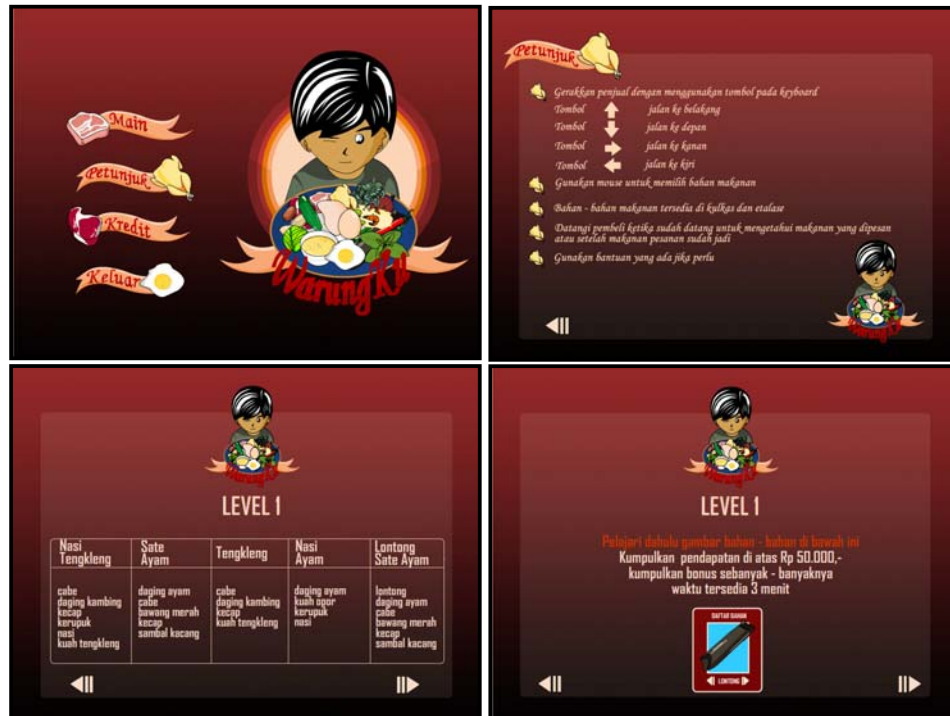 Main
Petunjuk
Kredit
Keluar
WarungKu
Petunjuk
Gerakkan penjual dengan menggunakan tombol pada keyboard
Tombol jalan ke belakang
Tombol jalan ke depan
Tombol jalan ke kanan
Tombol jalan ke kiri
Gunakan mouse untuk memilih bahan makanan
Bahan - bahan makanan tersedia di kulkas dan etalase
Datangi pembeli ketika sudah datang untuk mengetahui makanan yang dipesan
atau setelah makanan pesanan sudah jadi
Gunakan bantuan yang ada jika perlu
WarungKu
WarungKu
LEVEL 1
Nasi
Tengkleng
cabe
daging kambing
kecap
kerupuk
nasi
kuah tengkleng
Sate
Ayam
daging ayam
cabe
bawang merah
kecap
sambal kacang
Tengkleng
cabe
daging kambing
kecap
kuah tengkleng
Nasi
Ayam
daging ayam
kuah opor
kerupuk
nasi
Lontong
Sate Ayam
lontong
daging ayam
cabe
bawang merah
kecap
sambal kacang
WarungKu
LEVEL 1
Pelajari dahulu gambar bahan - bahan di bawah ini
Kumpulkan pendapatan di atas Rp 50.000,-
kumpulkan bonus sebanyak - banyaknya
waktu tersedia 3 menit
DAFTAR BAHAN
LONTONG